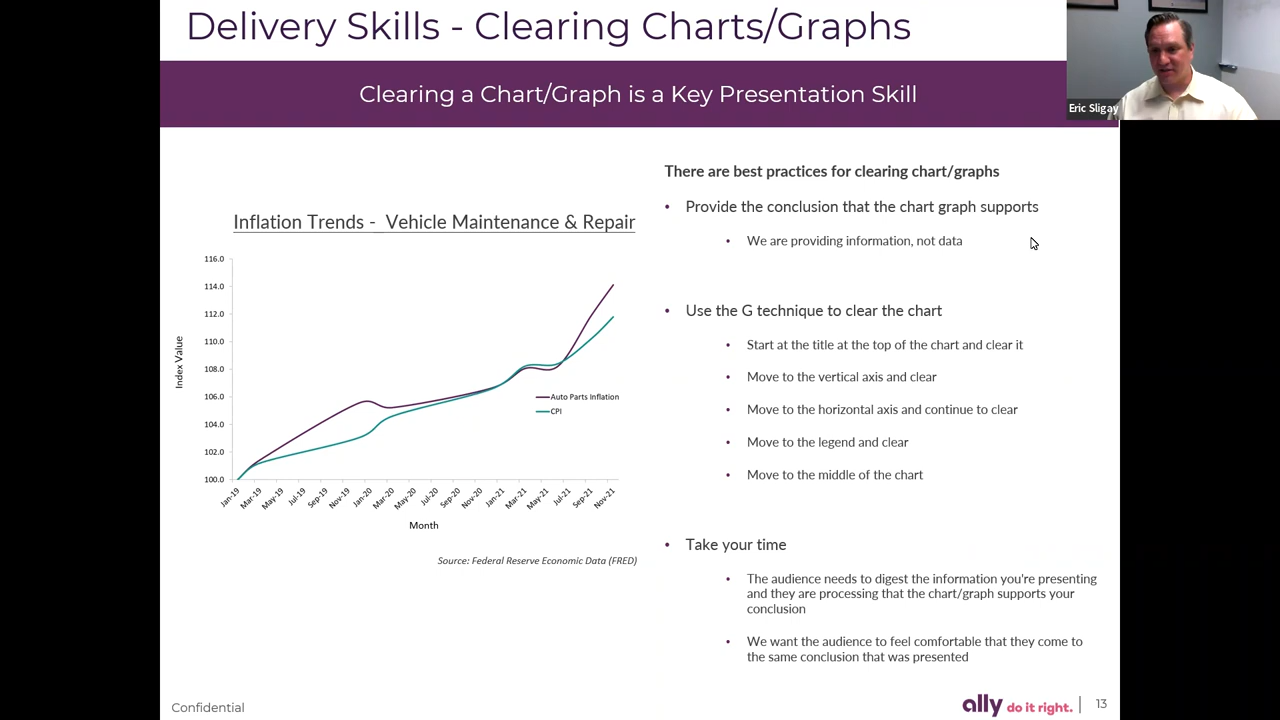 Delivery Skills - Clearing Charts/Graphs
Clearing a Chart/Graph is a Key Presentation Skill
Eric Sligay
There are best practices for clearing chart/graphs
• Provide the conclusion that the chart graph supports
• We are providing information, not data
• Use the G technique to clear the chart
• Start at the title at the top of the chart and clear it
• Move to the vertical axis and clear
• Move to the horizontal axis and continue to clear
• Move to the legend and clear
• Move to the middle of the chart
• Take your time
• The audience needs to digest the information you're presenting
and they are processing that the chart/graph supports your
conclusion
• We want the audience to feel comfortable that they come to
the same conclusion that was presented
Inflation Trends - Vehicle Maintenance & Repair
Index Value
116.0
114.0
112.0
110.0
108.0
106.0
104.0
102.0
100.0
Auto Parts Inflation
CPI
Jan-19
Mar-19
May-19
Jul-19
Sep-19
Nov-19
Jan-20
Mar-20
May-20
Jul-20
Sep-20
Nov-20
Jan-21
Mar-21
May-21
Jul-21
Sep-21
Nov-21
Month
Source: Federal Reserve Economic Data (FRED)
Confidential
ally do it right.
13